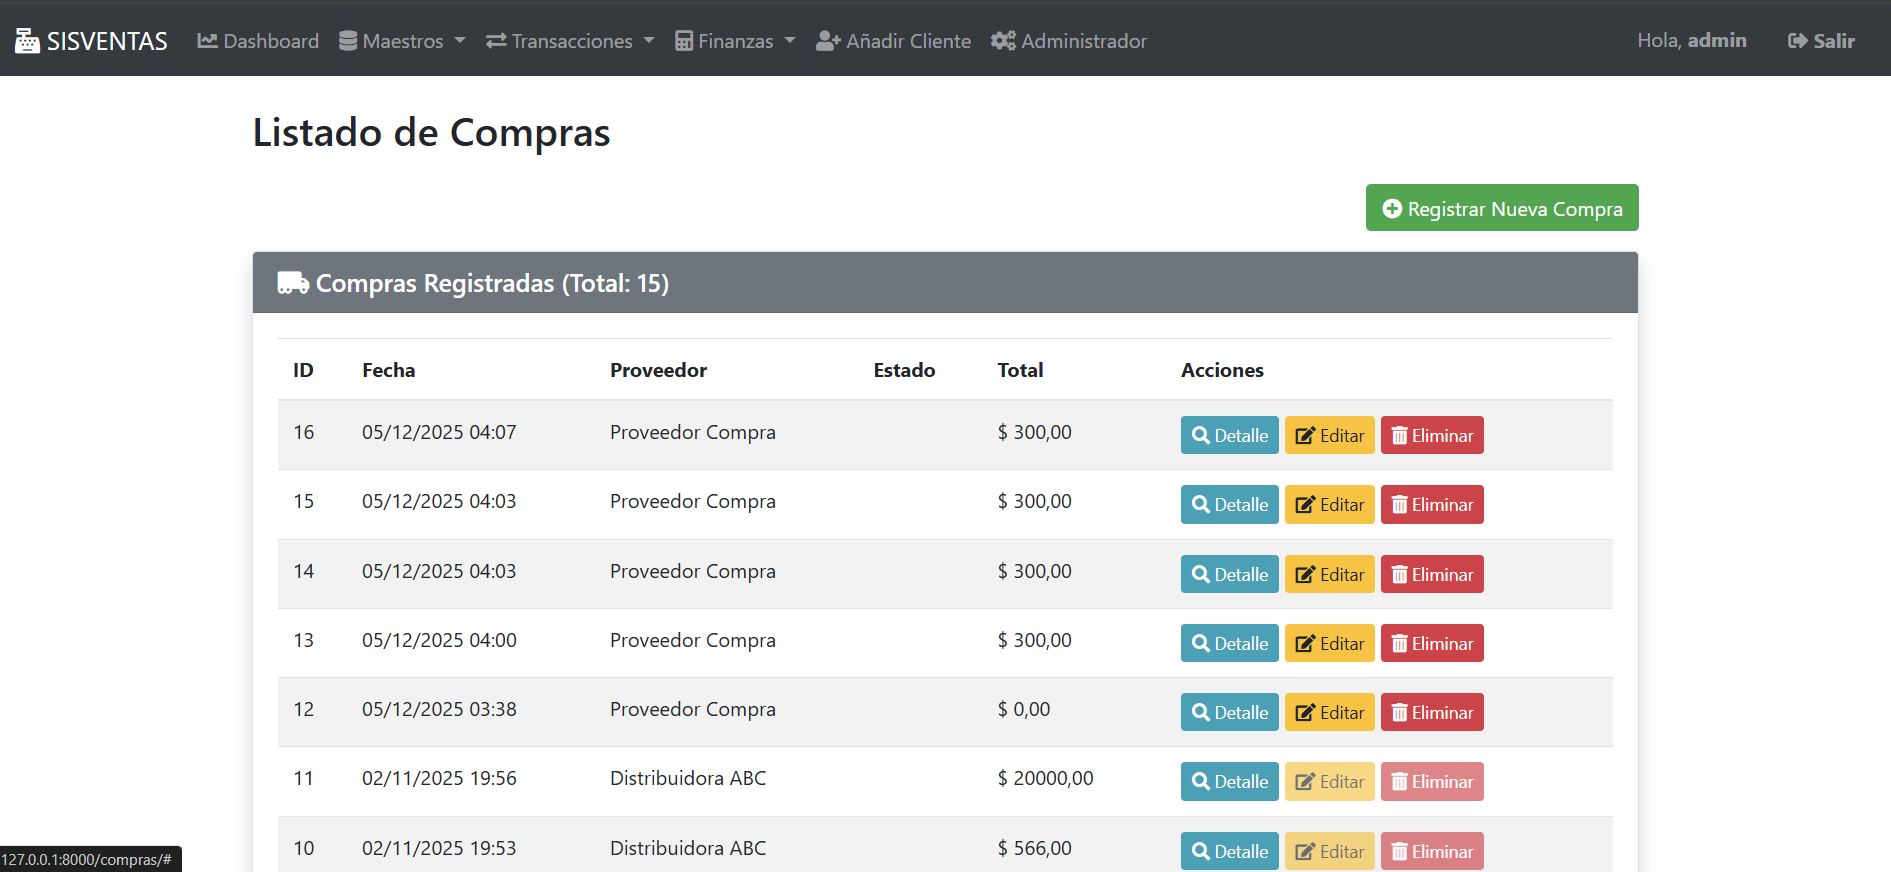 SISVENTAS Dashboard Maestros Transacciones Finanzas Añadir Cliente Administrador Hola, admin Salir
Listado de Compras
Registrar Nueva Compra
Compras Registradas (Total: 15)
ID Fecha Proveedor Estado Total Acciones
16 05/12/2025 04:07 Proveedor Compra $ 300,00 Detalle Editar Eliminar
15 05/12/2025 04:03 Proveedor Compra $ 300,00 Detalle Editar Eliminar
14 05/12/2025 04:03 Proveedor Compra $ 300,00 Detalle Editar Eliminar
13 05/12/2025 04:00 Proveedor Compra $ 300,00 Detalle Editar Eliminar
12 05/12/2025 03:38 Proveedor Compra $ 0,00 Detalle Editar Eliminar
11 02/11/2025 19:56 Distribuidora ABC $ 20000,00 Detalle Editar Eliminar
10 02/11/2025 19:53 Distribuidora ABC $ 566,00 Detalle Editar Eliminar
127.0.0.1:8000/compras/#